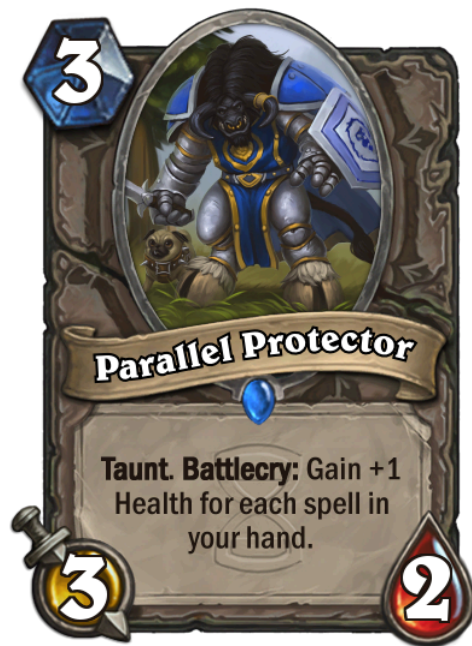 3
Parallel Protector
Taunt. Battlecry: Gain +1
Health for each spell in
your hand.
3
2